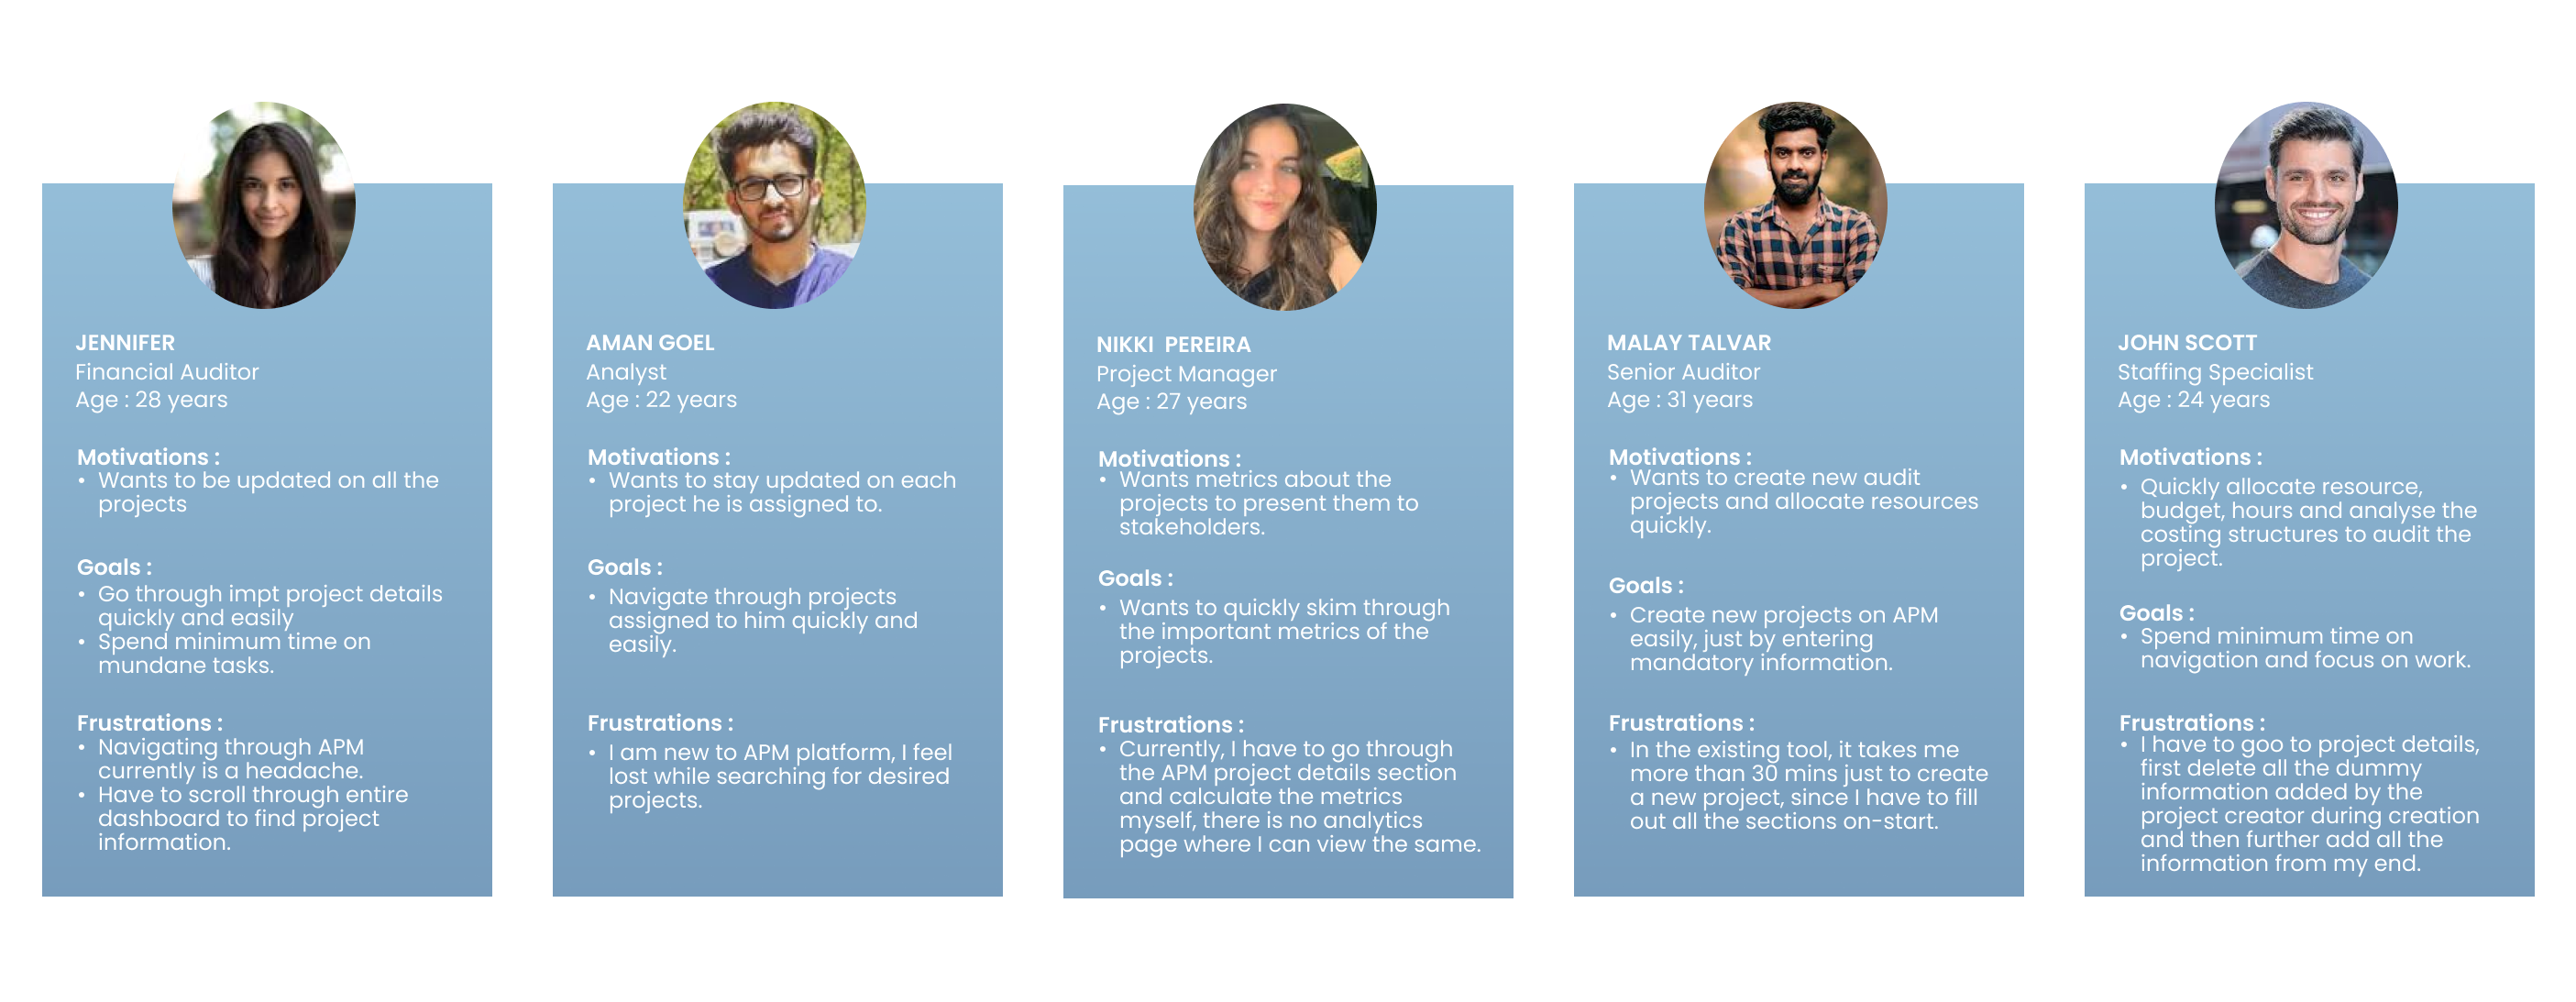 JENNIFER
Financial Auditor
Age : 28 years
Motivations :
• Wants to be updated on all the
projects
Goals :
• Go through impt project details
quickly and easily
• Spend minimum time on
mundane tasks.
Frustrations :
• Navigating through APM
currently is a headache.
• Have to scroll through entire
dashboard to find project
information.
AMAN GOEL
Analyst
Age : 22 years
Motivations :
• Wants to stay updated on each
project he is assigned to.
Goals :
• Navigate through projects
assigned to him quickly and
easily.
Frustrations :
• I am new to APM platform, I feel
lost while searching for desired
projects.
NIKKI  PEREIRA
Project Manager
Age : 27 years
Motivations :
• Wants metrics about the
projects to present them to
stakeholders.
Goals :
• Wants to quickly skim through
the important metrics of the
projects.
Frustrations :
• Currently, I have to go through
the APM project details section
and calculate the metrics
myself, there is no analytics
page where I can view the same.
MALAY TALVAR
Senior Auditor
Age : 31 years
Motivations :
• Wants to create new audit
projects and allocate resources
quickly.
Goals :
• Create new projects on APM
easily, just by entering
mandatory information.
Frustrations :
• In the existing tool, it takes me
more than 30 mins just to create
a new project, since I have to fill
out all the sections on-start.
JOHN SCOTT
Staffing Specialist
Age : 24 years
Motivations :
• Quickly allocate resource,
budget, hours and analyse the
costing structures to audit the
project.
Goals :
• Spend minimum time on
navigation and focus on work.
Frustrations :
• I have to goo to project details,
first delete all the dummy
information added by the
project creator during creation
and then further add all the
information from my end.